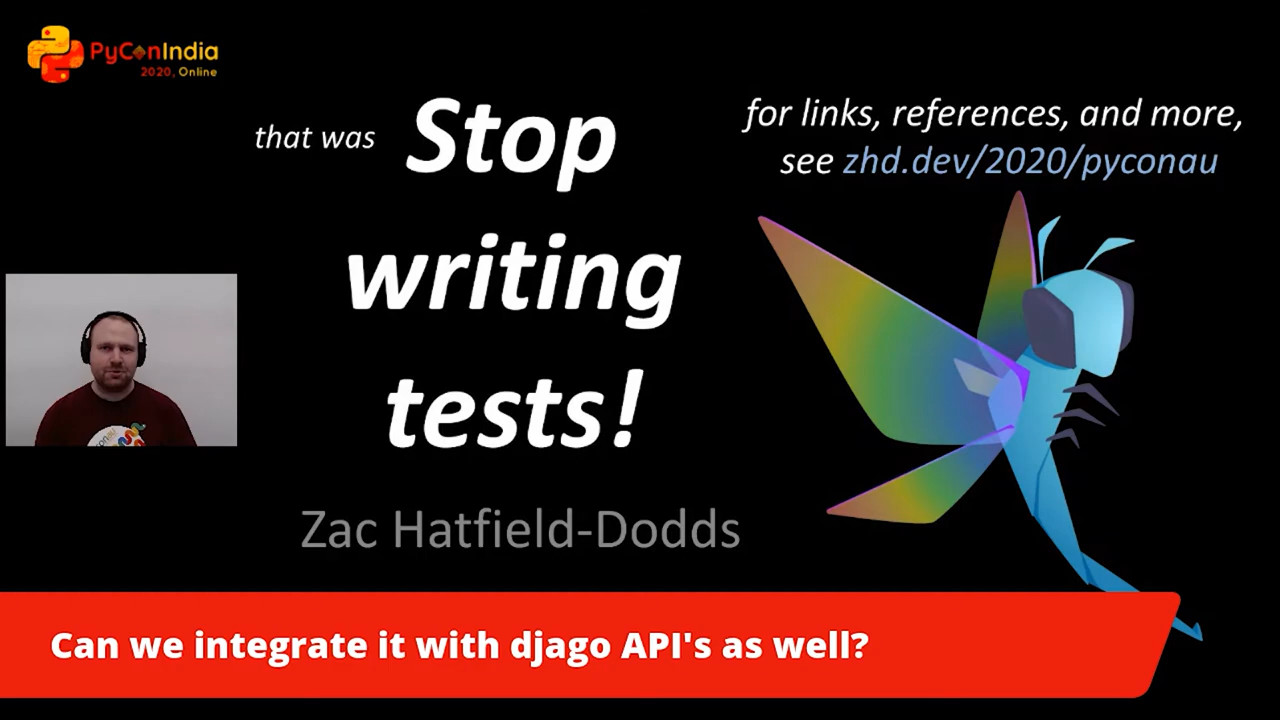 PyConIndia
2020, Online
that was Stop
writing
tests!
for links, references, and more,
see zhd.dev/2020/pyconau
Zac Hatfield-Dodds
Can we integrate it with djago API's as well?